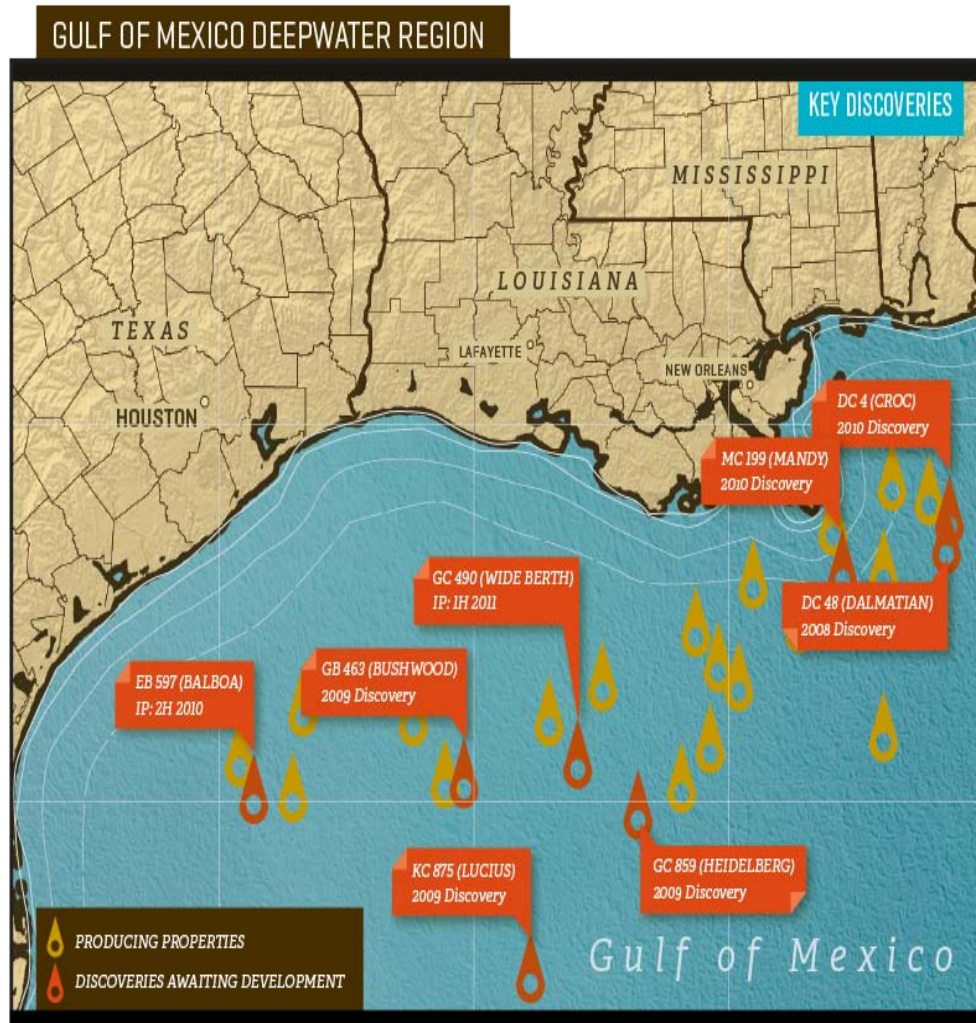 GULF OF MEXICO DEEPWATER REGION
KEY DISCOVERIES
MISSISSIPPI
LOUISIANA
TEXAS
LAFAYETTE
NEW ORLEANS
HOUSTON
DC 4 (CROC)
2010 Discovery
MC 199 (MANDY)
2010 Discovery
GC 490 (WIDE BERTH)
IP: 1H 2011
DC 48 (DALMATIAN)
2008 Discovery
GB 463 (BUSHWOOD)
2009 Discovery
EB 597 (BALBOA)
IP: 2H 2010
KC 875 (LUCIUS)
2009 Discovery
GC 859 (HEIDELBERG)
2009 Discovery
Gulf of Mexico
PRODUCING PROPERTIES
DISCOVERIES AWAITING DEVELOPMENT